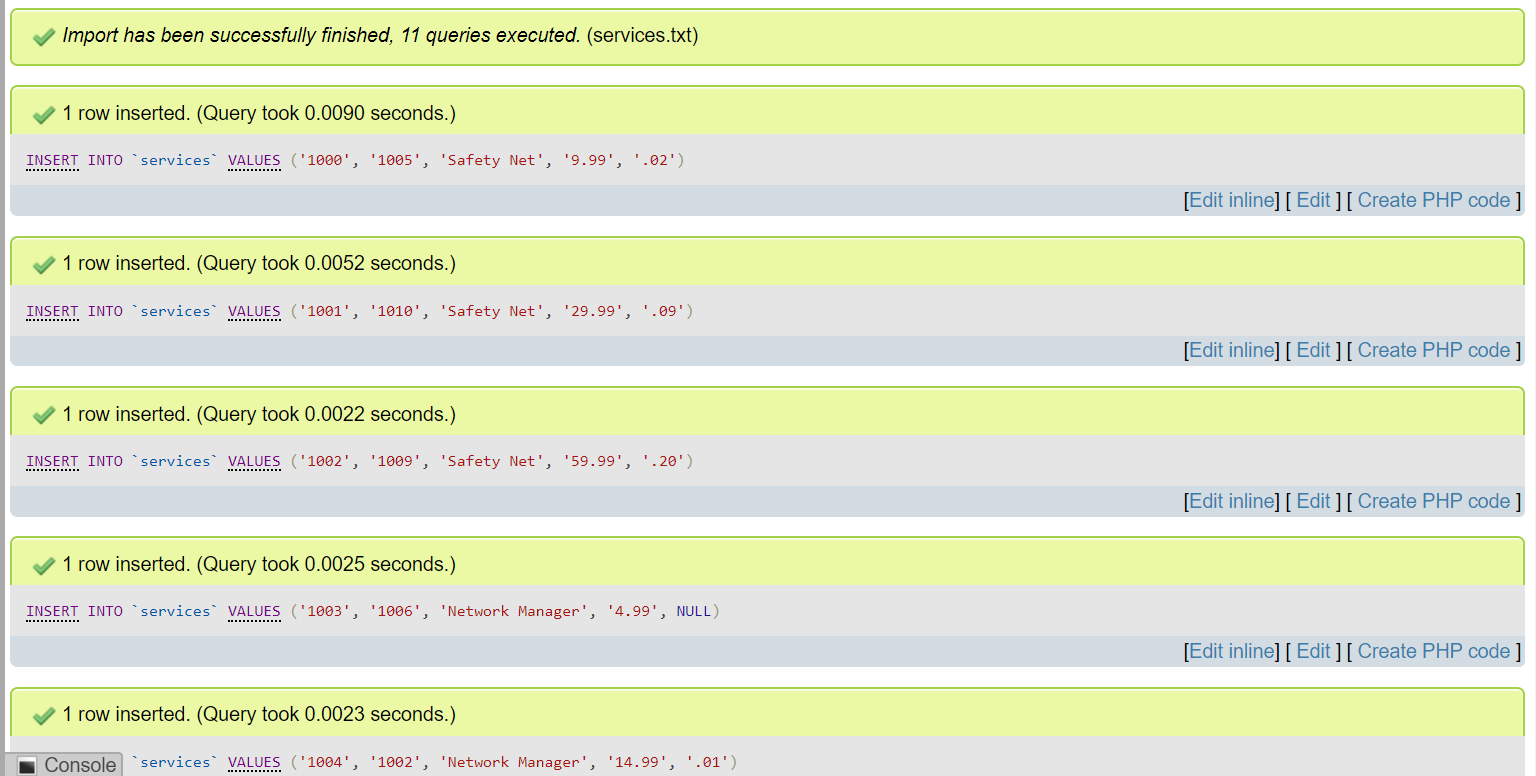 Import has been successfully finished, 11 queries executed. (services.txt)
1 row inserted. (Query took 0.0090 seconds.)
INSERT INTO `services` VALUES ('1000', '1005', 'Safety Net', '9.99', '.02')
[Edit inline] [ Edit ] [ Create PHP code ]
1 row inserted. (Query took 0.0052 seconds.)
INSERT INTO `services` VALUES ('1001', '1010', 'Safety Net', '29.99', '.09')
[Edit inline] [ Edit ] [ Create PHP code ]
1 row inserted. (Query took 0.0022 seconds.)
INSERT INTO `services` VALUES ('1002', '1009', 'Safety Net', '59.99', '.20')
[Edit inline] [ Edit ] [ Create PHP code ]
1 row inserted. (Query took 0.0025 seconds.)
INSERT INTO `services` VALUES ('1003', '1006', 'Network Manager', '4.99', NULL)
[Edit inline] [ Edit ] [ Create PHP code ]
1 row inserted. (Query took 0.0023 seconds.)
Console `services` VALUES ('1004', '1002', 'Network Manager', '14.99', '.01')